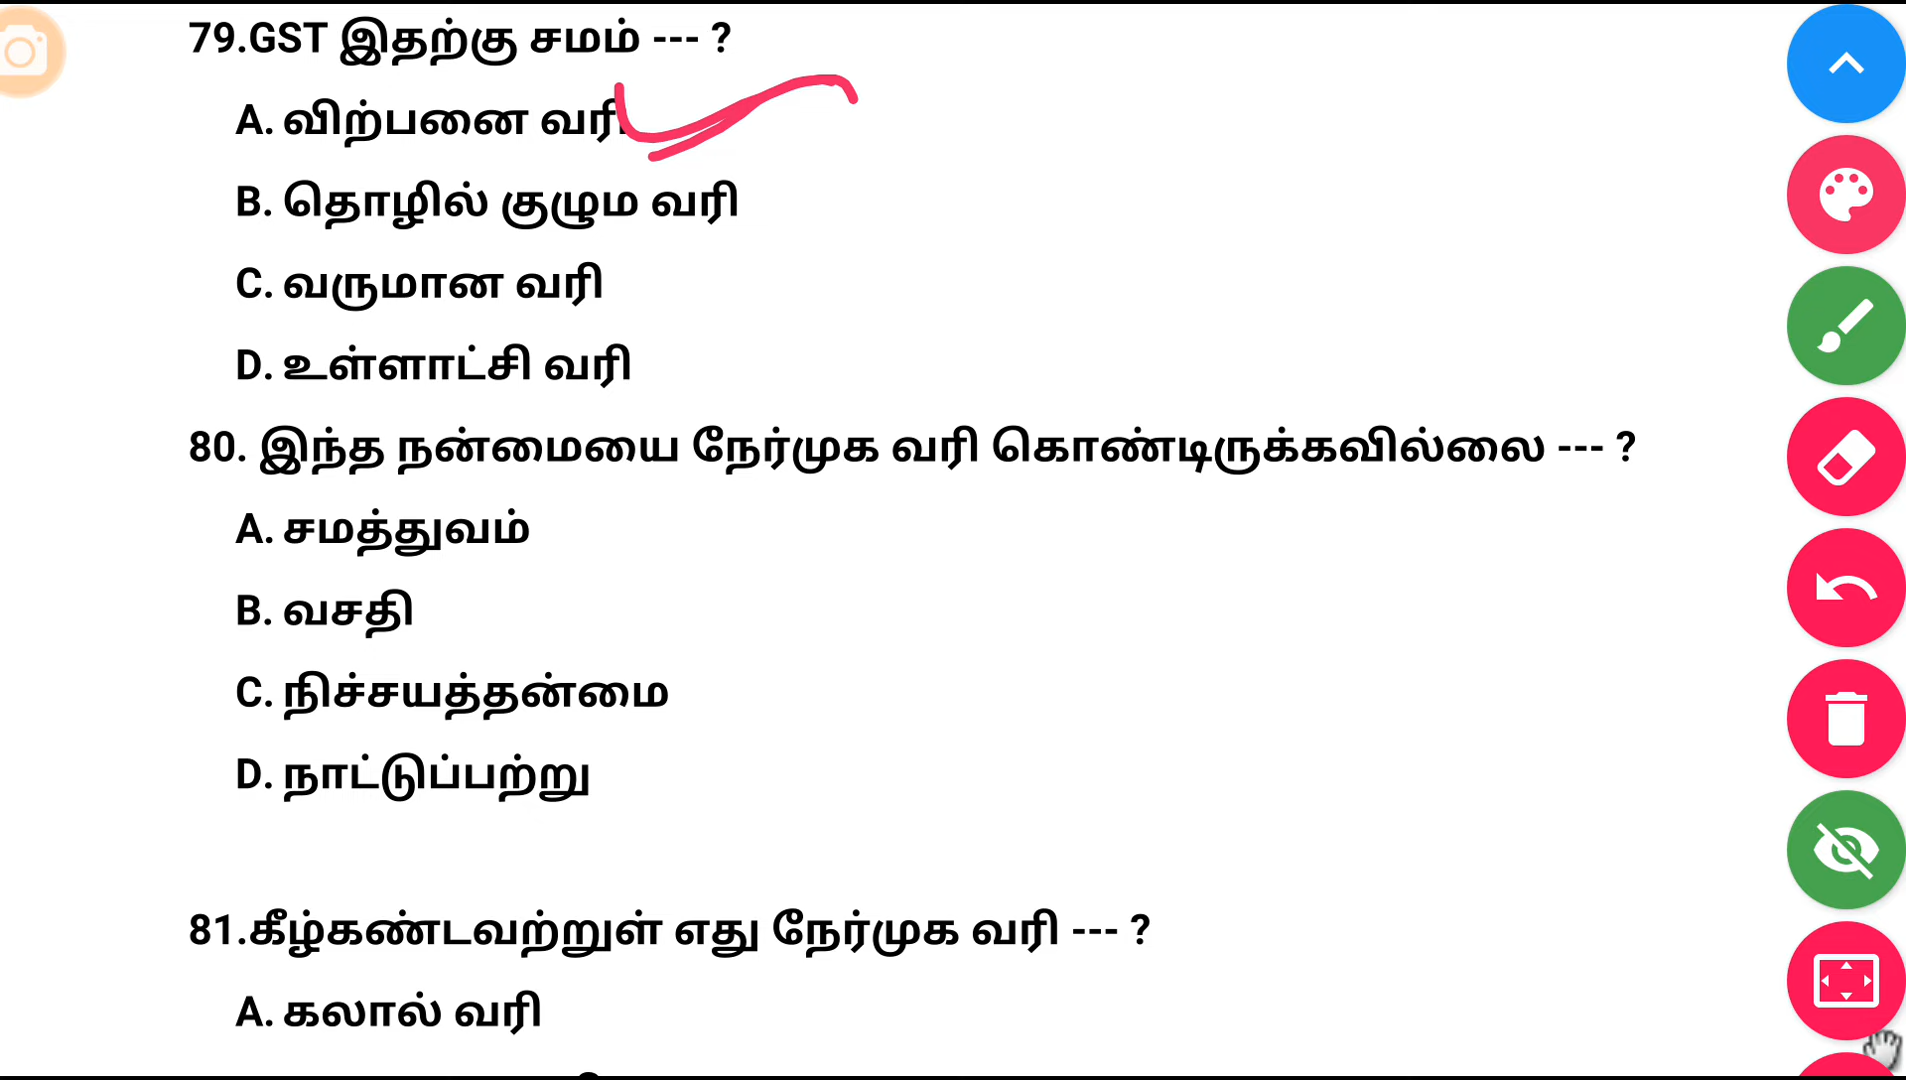 79.GST இதற்கு சமம் --- ?
A. விற்பனை வரி
B. தொழில் குழும வரி
C. வருமான வரி
D. உள்ளாட்சி வரி
80. இந்த நன்மையை நேர்முக வரி கொண்டிருக்கவில்லை --- ?
A. சமத்துவம்
B. வசதி
C. நிச்சயத்தன்மை
D. நாட்டுப்பற்று
81.கீழ்கண்டவற்றுள் எது நேர்முக வரி --- ?
A. கலால் வரி